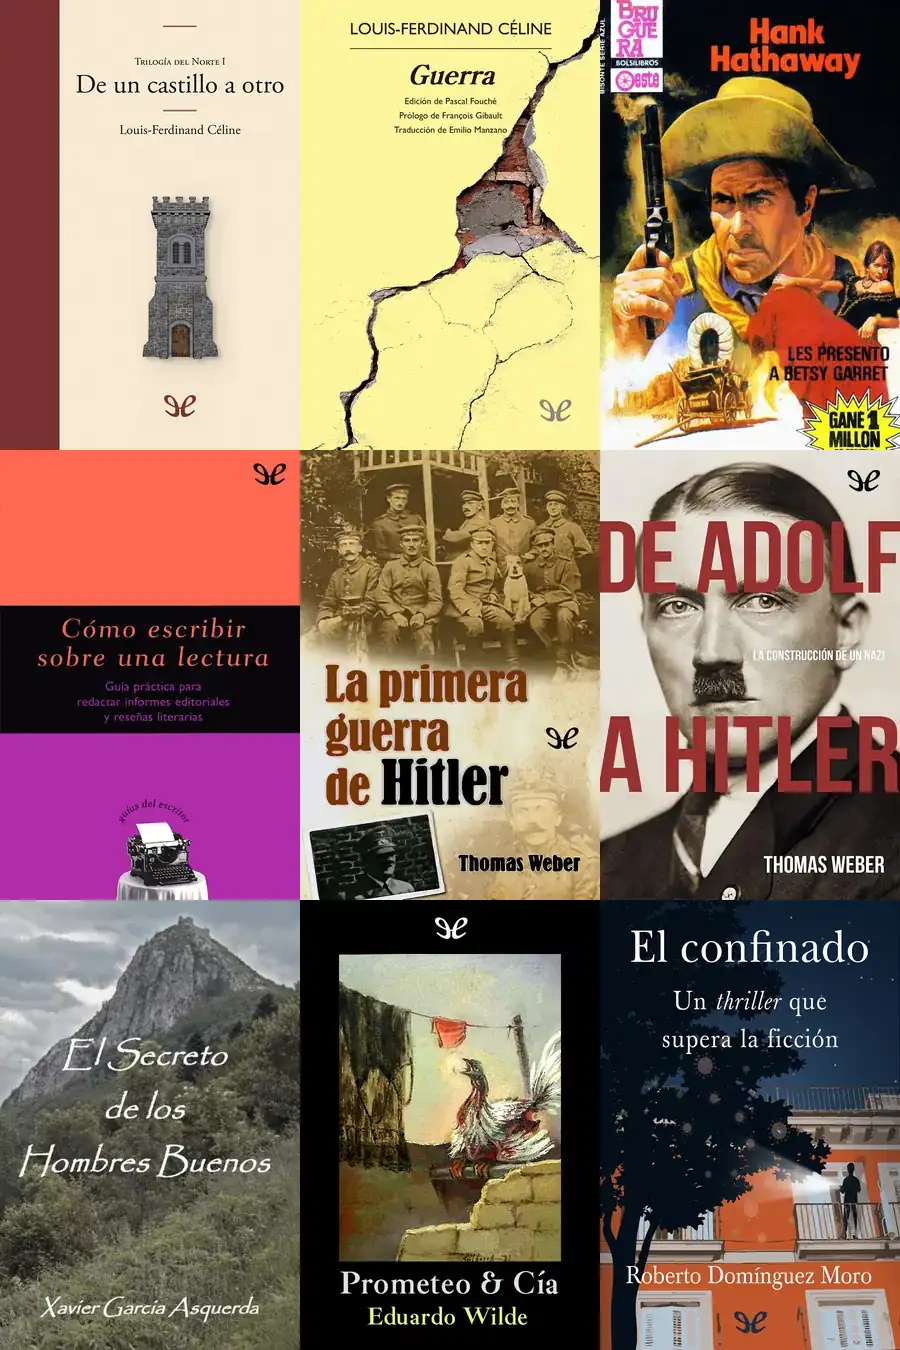 TRILOGÍA DEL NORTE I
De un castillo a otro
Louis-Ferdinand Céline
LOUIS-FERDINAND CÉLINE
Guerra
Edición de Pascal Fouché
Prólogo de François Gibault
Traducción de Emilio Manzano
BISONTE SERIE AZUL
BRU
GUE
RA
BOLSILIBROS
Oeste
Hank
Hathaway
LES PRESENTO
A BETSY GARRET
GANE 1
MILLON
Cómo escribir
sobre una lectura
Guía práctica para
redactar informes editoriales
y reseñas literarias
guías del escritor
La primera
guerra
de Hitler
Thomas Weber
DE ADOLF
LA CONSTRUCCIÓN DE UN NAZI
A HITLER
THOMAS WEBER
El Secreto
de los
Hombres Buenos
Xavier García Asquerda
Prometeo & Cía
Eduardo Wilde
El confinado
Un thriller que
supera la ficción
Roberto Domínguez Moro